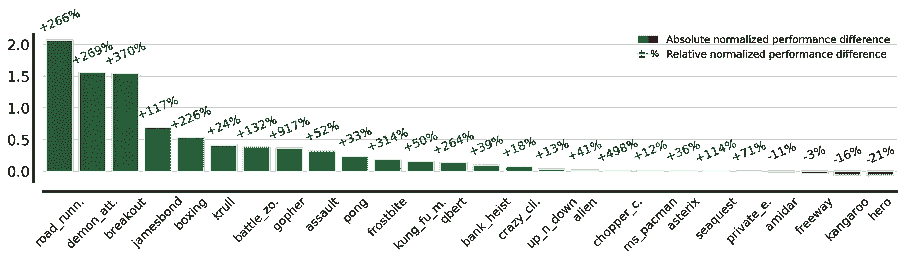 Absolute normalized performance difference
± % Relative normalized performance difference
+266% +269% +370% +117% +226% +24% +132% +917% +52% +33% +314% +50% +264% +39% +18% +13% +41% +498% +12% +36% +114% +71% -11% -3% -16% -21%
2.0
1.5
1.0
0.5
0.0
road_runn. demon_att. breakout jamesbond boxing krull battle_zo. gopher assault pong frostbite kung_fu_m. qbert bank_heist crazy_cli. up_n_down alien chopper_c. ms_pacman asterix seaquest private_e. amidar freeway kangaroo hero